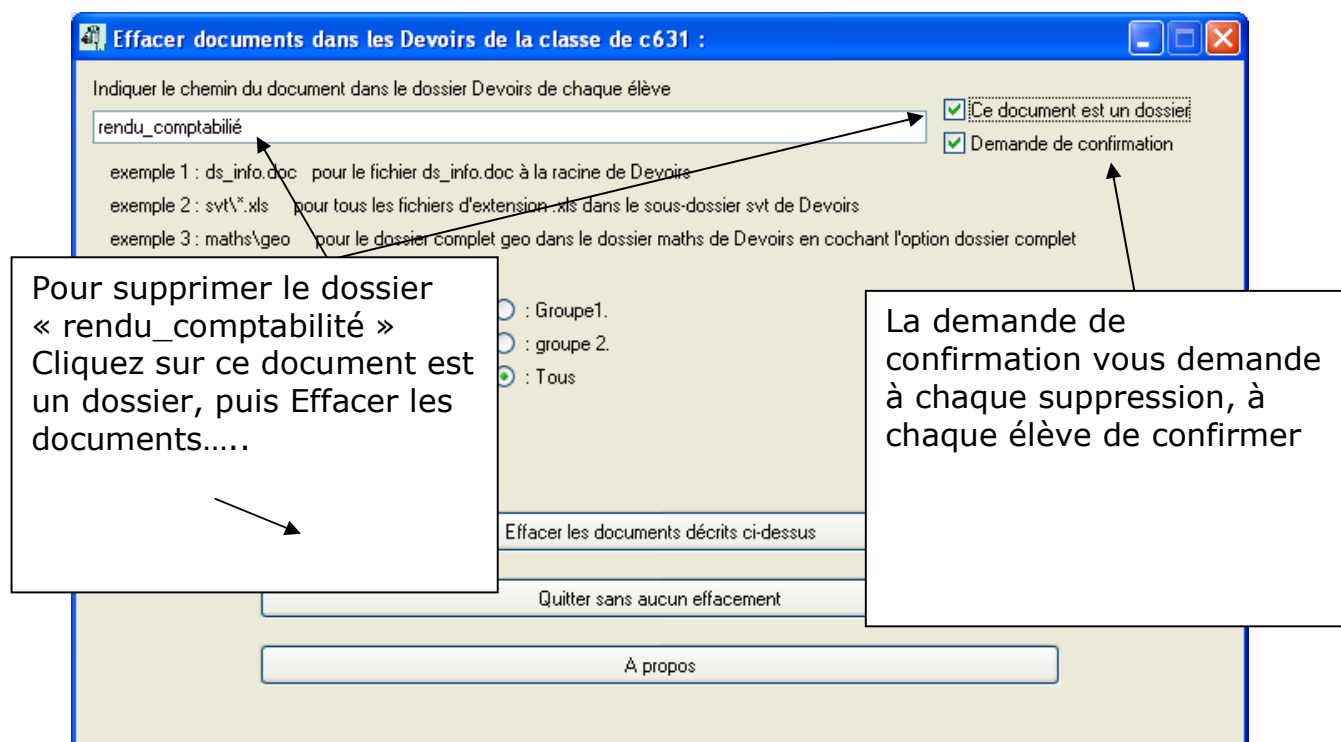 Effacer documents dans les Devoirs de la classe de c631 :
Indiquer le chemin du document dans le dossier Devoirs de chaque élève
rendu_comptabilié
Ce document est un dossier
Demande de confirmation
exemple 1 : ds_info.doc pour le fichier ds_info.doc à la racine de Devoirs
exemple 2 : svt\*.xls pour tous les fichiers d'extension .xls dans le sous-dossier svt de Devoirs
exemple 3 : maths\geo pour le dossier complet geo dans le dossier maths de Devoirs en cochant l'option dossier complet
Pour supprimer le dossier
« rendu_comptabilité »
Cliquez sur ce document est
un dossier, puis Effacer les
documents…..
: Groupe1.
: groupe 2.
: Tous
La demande de
confirmation vous demande
à chaque suppression, à
chaque élève de confirmer
Effacer les documents décrits ci-dessus
Quitter sans aucun effacement
A propos